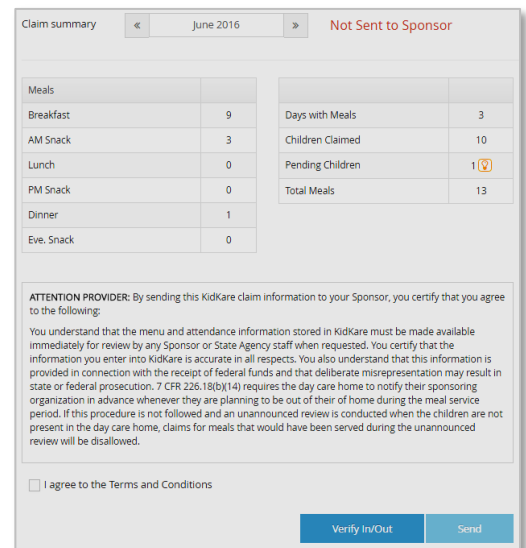 Claim summary « June 2016 » Not Sent to Sponsor
Meals
Breakfast 9
AM Snack 3
Lunch 0
PM Snack 0
Dinner 1
Eve. Snack 0
Days with Meals 3
Children Claimed 10
Pending Children 1
Total Meals 13
ATTENTION PROVIDER: By sending this KidKare claim information to your Sponsor, you certify that you agree
to the following:
You understand that the menu and attendance information stored in KidKare must be made available
immediately for review by any Sponsor or State Agency staff when requested. You certify that the
information you enter into KidKare is accurate in all respects. You also understand that this information is
provided in connection with the receipt of federal funds and that deliberate misrepresentation may result in
state or federal prosecution. 7 CFR 226.18(b)(14) requires the day care home to notify their sponsoring
organization in advance whenever they are planning to be out of their of home during the meal service
period. If this procedure is not followed and an unannounced review is conducted when the children are not
present in the day care home, claims for meals that would have been served during the unannounced
review will be disallowed.
I agree to the Terms and Conditions
Verify In/Out Send